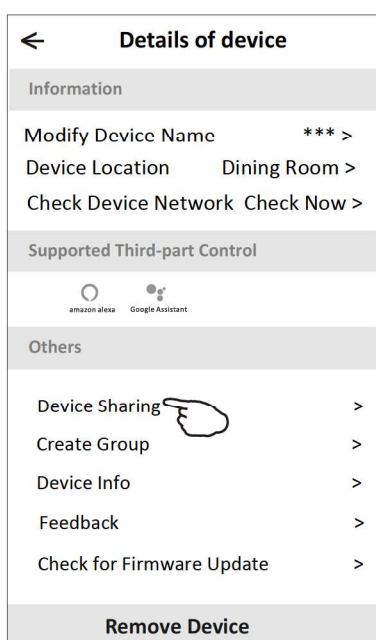 ← Details of device
Information
Modify Device Name *** >
Device Location Dining Room >
Check Device Network Check Now >
Supported Third-part Control
amazon alexa Google Assistant
Others
Device Sharing >
Create Group >
Device Info >
Feedback >
Check for Firmware Update >
Remove Device